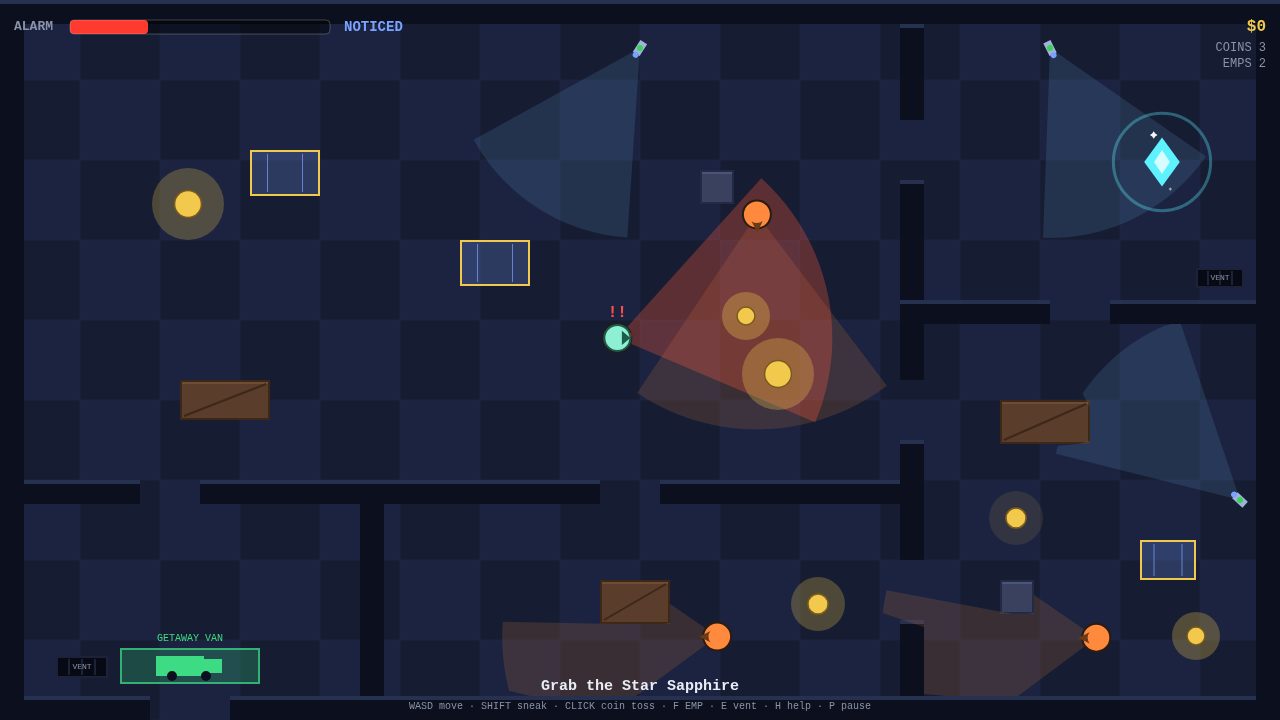 ALARM NOTICED $0
COINS 3
EMPS 2
VENT
!!
GETAWAY VAN
VENT
Grab the Star Sapphire
WASD move · SHIFT sneak · CLICK coin toss · F EMP · E vent · H help · P pause